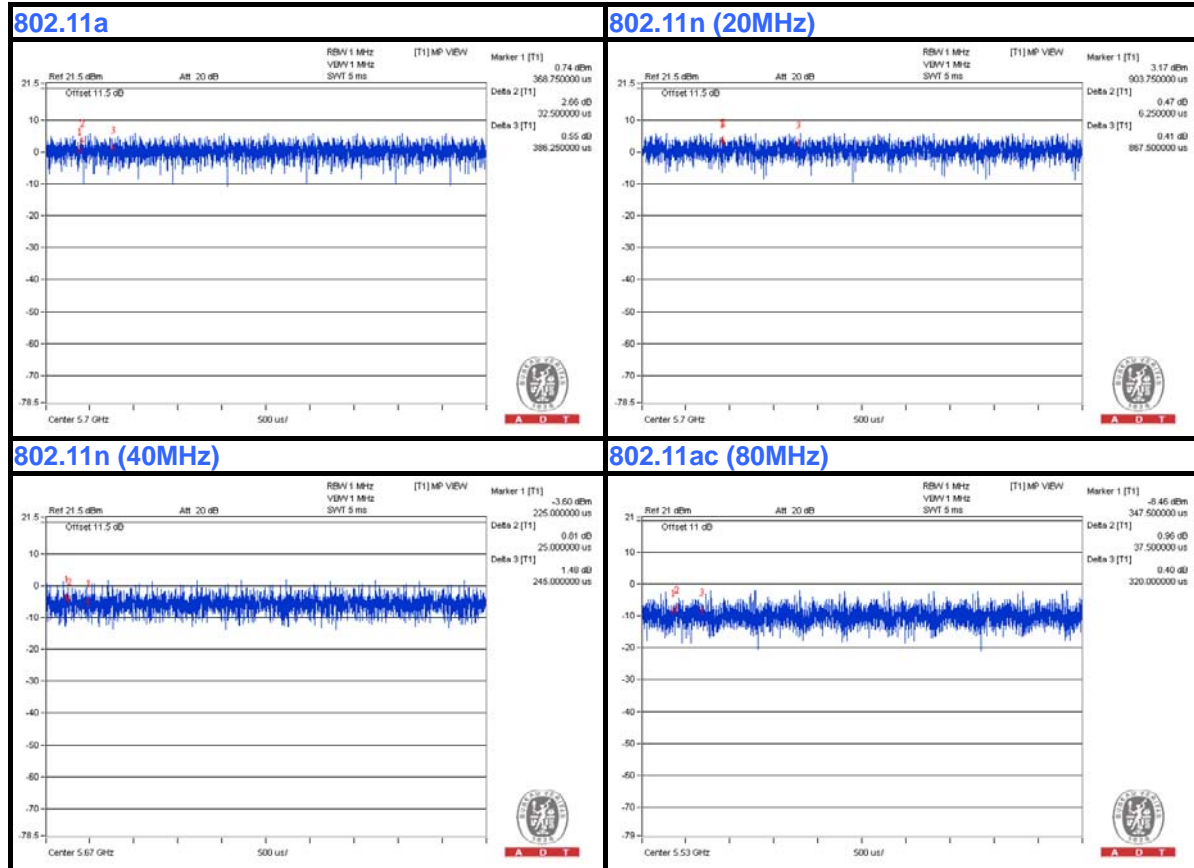 802.11a
RBW 1 MHz [T1] MP VIEW
VBW 1 MHz
Ref 21.5 dBm Att 20 dB SWT 5 ms
Marker 1 [T1]
0.74 dBm
368.750000 us
Delta 2 [T1]
2.66 dB
32.500000 us
Delta 3 [T1]
0.55 dB
386.250000 us
21.5
Offset 11.5 dB
10
0
-10
-20
-30
-40
-50
-60
-70
-78.5
1
2
3
Center 5.7 GHz 500 us/
A D T
802.11n (20MHz)
RBW 1 MHz [T1] MP VIEW
VBW 1 MHz
Ref 21.5 dBm Att 20 dB SWT 5 ms
Marker 1 [T1]
3.17 dBm
903.750000 us
Delta 2 [T1]
0.47 dB
6.250000 us
Delta 3 [T1]
0.41 dB
867.500000 us
21.5
Offset 11.5 dB
10
0
-10
-20
-30
-40
-50
-60
-70
-78.5
3
Center 5.7 GHz 500 us/
A D T
802.11n (40MHz)
RBW 1 MHz [T1] MP VIEW
VBW 1 MHz
Ref 21.5 dBm Att 20 dB SWT 5 ms
Marker 1 [T1]
-3.60 dBm
225.000000 us
Delta 2 [T1]
0.81 dB
25.000000 us
Delta 3 [T1]
245.000000 us
21.5
Offset 11.5 dB
10
0
-10
-20
-30
-40
-50
-60
-70
-78.5
1
2
3
Center 5.67 GHz 500 us/
A D T
802.11ac (80MHz)
RBW 1 MHz [T1] MP VIEW
VBW 1 MHz
Ref 21 dBm Att 20 dB SWT 5 ms
Marker 1 [T1]
-8.46 dBm
347.500000 us
Delta 2 [T1]
0.96 dB
37.500000 us
Delta 3 [T1]
0.40 dB
320.000000 us
21
Offset 11 dB
10
0
-10
-20
-30
-40
-50
-60
-70
-79
1
2
3
Center 5.53 GHz 500 us/
A D T